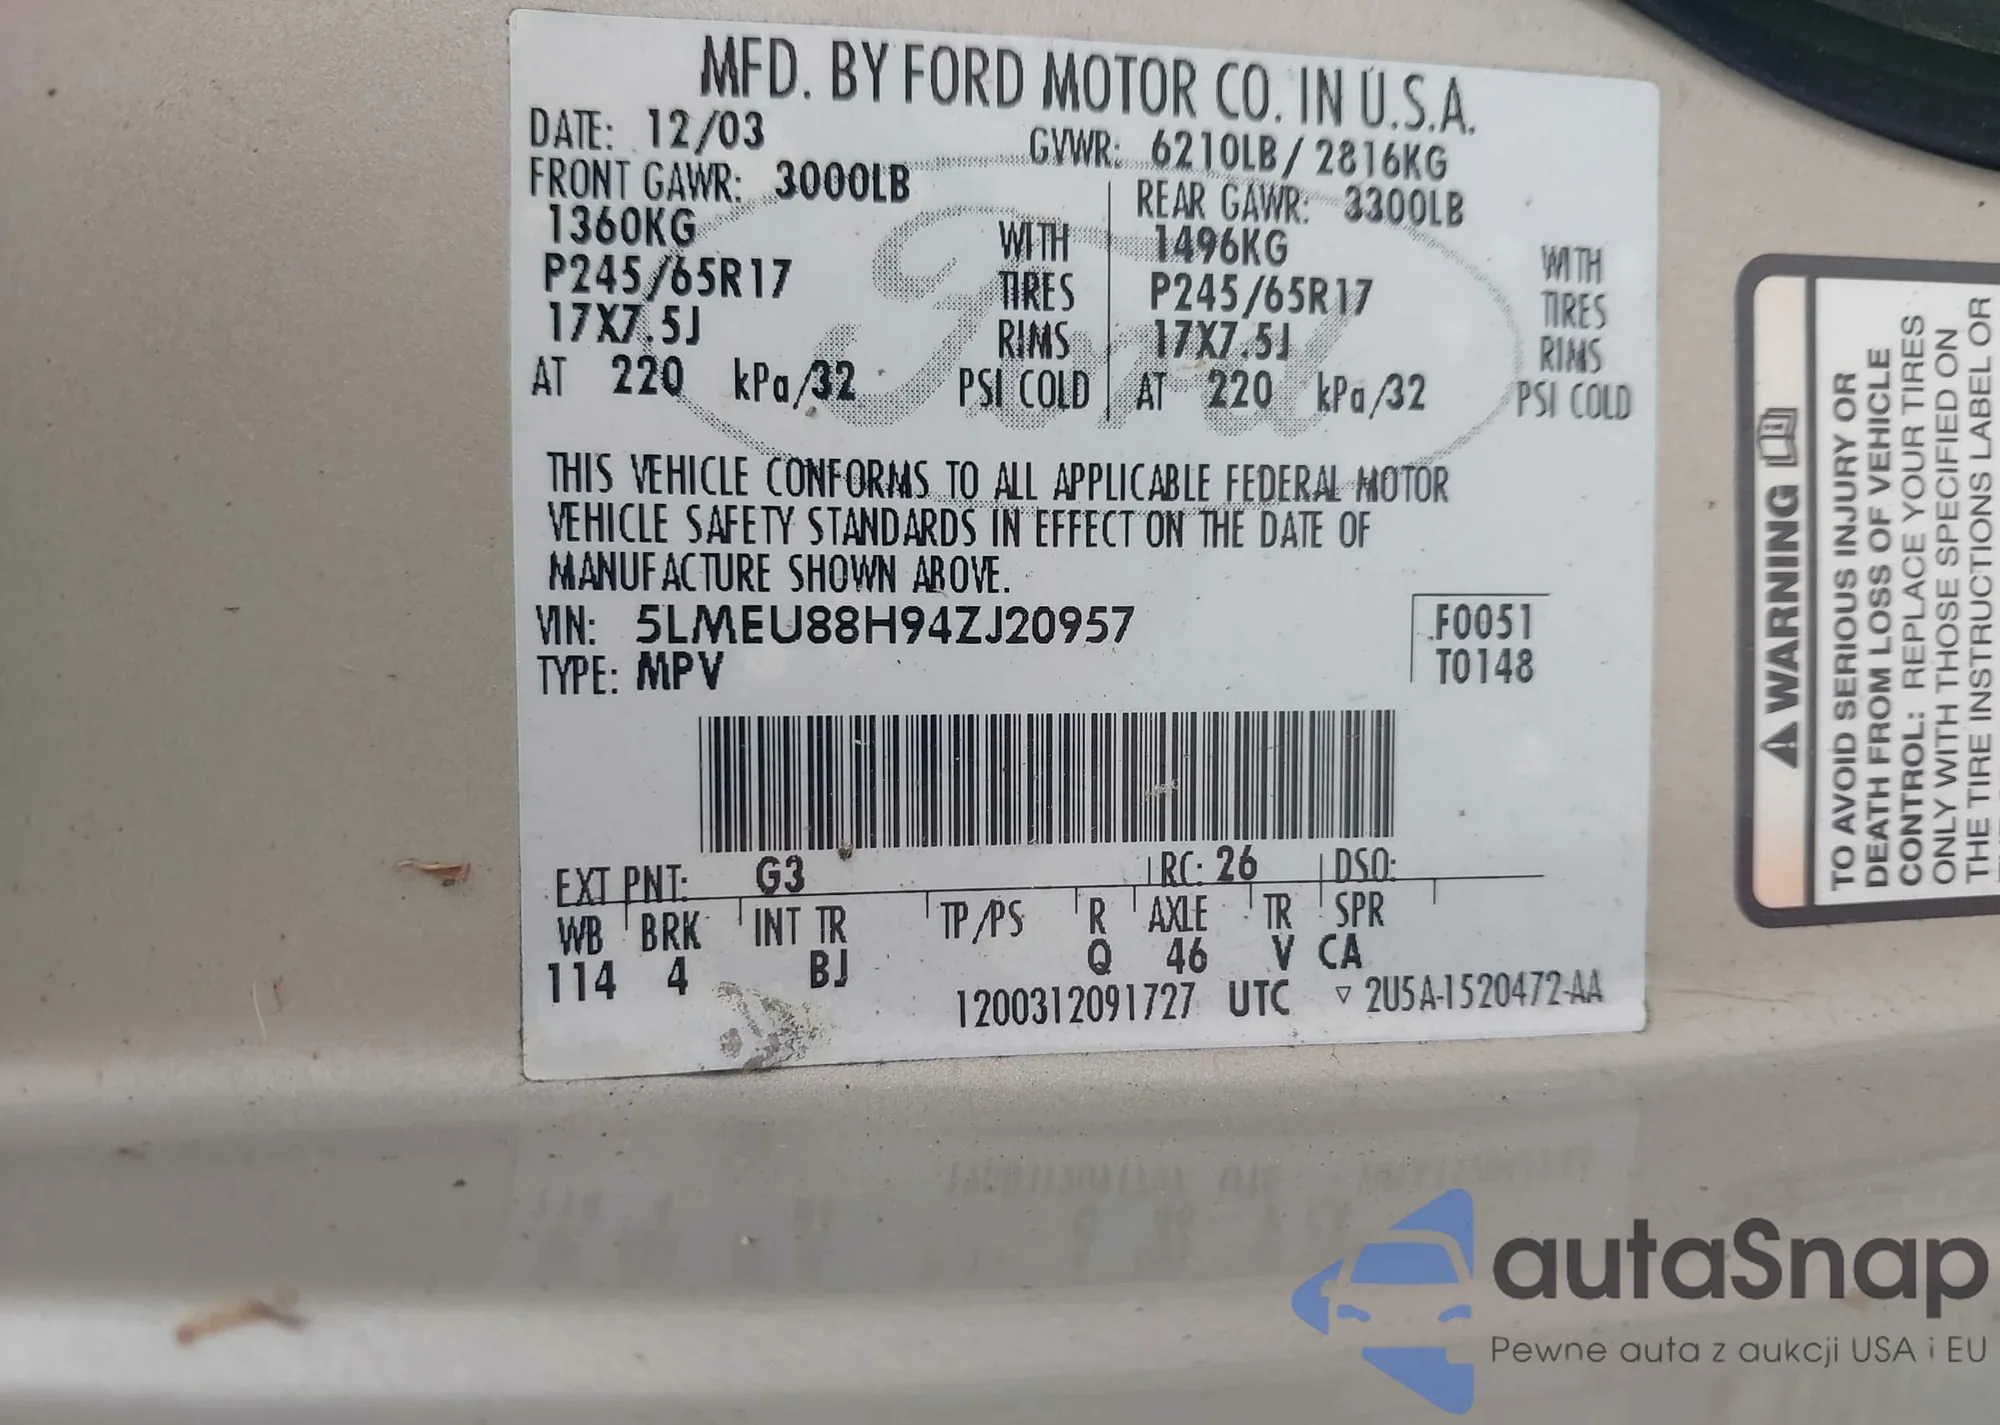 MFD. BY FORD MOTOR CO. IN U.S.A.
DATE: 12/03 GVWR: 6210LB/ 2816KG
FRONT GAWR: 3000LB REAR GAWR: 3300LB
1360KG WITH 1496KG WITH
P245/65R17 TIRES P245/65R17 TIRES
17X7.5J RIMS 17X7.5J RIMS
AT 220 kPa/32 PSI COLD AT 220 kPa/32 PSI COLD
THIS VEHICLE CONFORMS TO ALL APPLICABLE FEDERAL MOTOR
VEHICLE SAFETY STANDARDS IN EFFECT ON THE DATE OF
MANUFACTURE SHOWN ABOVE.
VIN: 5LMEU88H94ZJ20957 F0051
TYPE: MPV T0148
EXT PNT: G3 RC: 26 DSO:
WB BRK INT TR TP/PS R AXLE TR SPR
114 4 BJ Q 46 V CA
1200312091727 UTC ▽ 2U5A-1520472-AA
Ford
⚠ WARNING
TO AVOID SERIOUS INJURY OR
DEATH FROM LOSS OF VEHICLE
CONTROL: REPLACE YOUR TIRES
ONLY WITH THOSE SPECIFIED ON
THE TIRE INSTRUCTIONS LABEL OR
autaSnap
Pewne auta z aukcji USA i EU